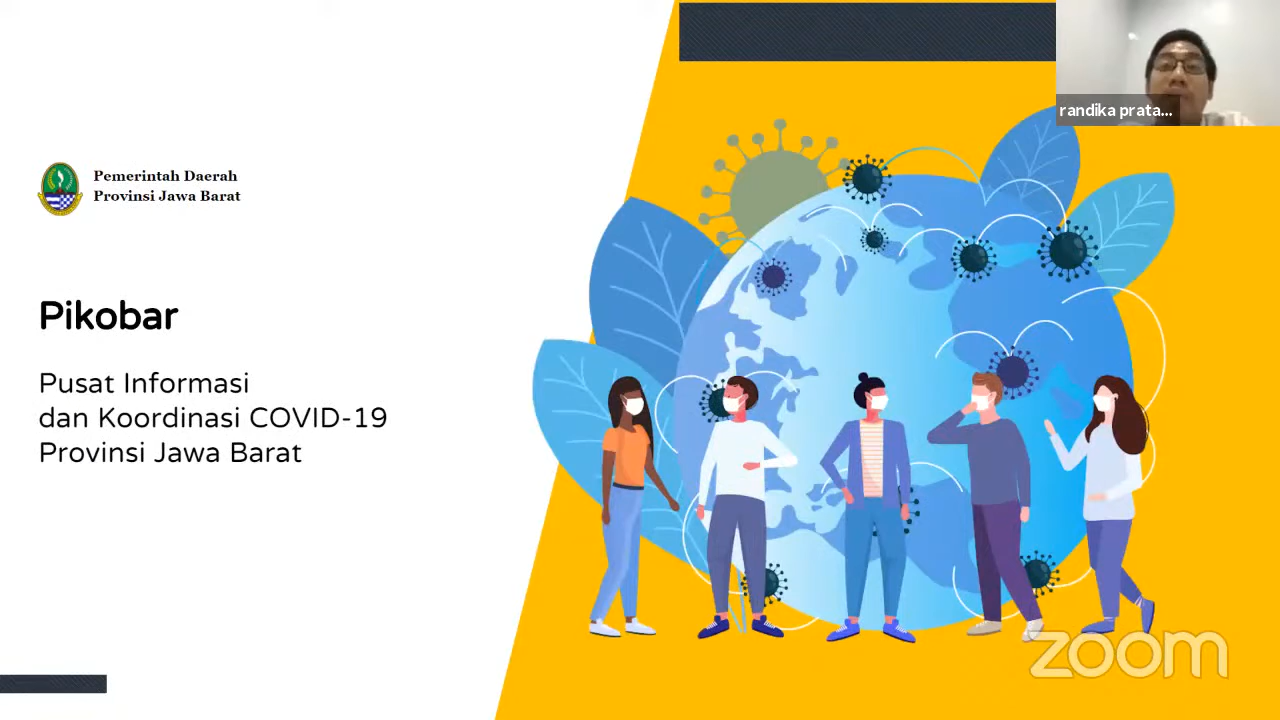 randika prata...
Pemerintah Daerah
Provinsi Jawa Barat
Pikobar
Pusat Informasi
dan Koordinasi COVID-19
Provinsi Jawa Barat
zoom